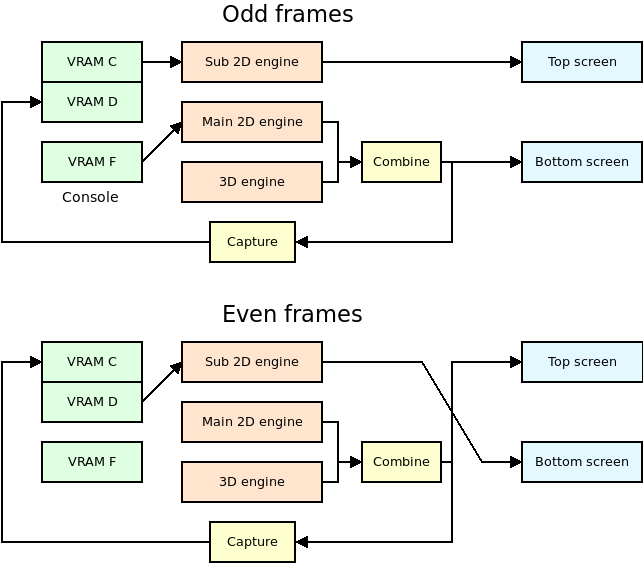 Odd frames
VRAM C
Sub 2D engine
Top screen
VRAM D
Main 2D engine
VRAM F
Combine
Bottom screen
3D engine
Console
Capture
Even frames
VRAM C
Sub 2D engine
Top screen
VRAM D
Main 2D engine
VRAM F
Combine
Bottom screen
3D engine
Capture